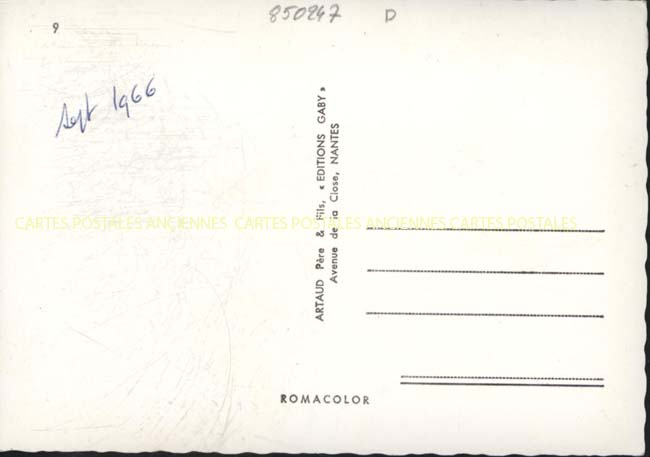 850247 D
9
Sept 1966
ARTAUD Père & Fils, « EDITIONS GABY »
Avenue de la Close, NANTES
CARTES POSTALES ANCIENNES CARTES POSTALES ANCIENNES CARTES POSTALES
ROMACOLOR